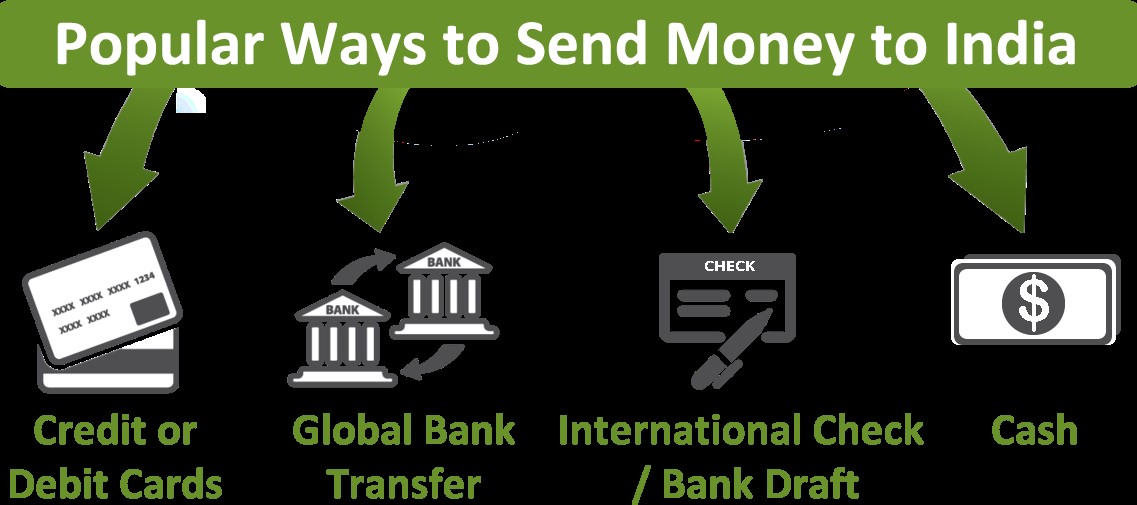 Popular Ways to Send Money to India
XXXX XXXX XXXX 1234
XXXX XXXX
BANK
BANK
CHECK
$
Credit or
Debit Cards
Global Bank
Transfer
International Check
/ Bank Draft
Cash